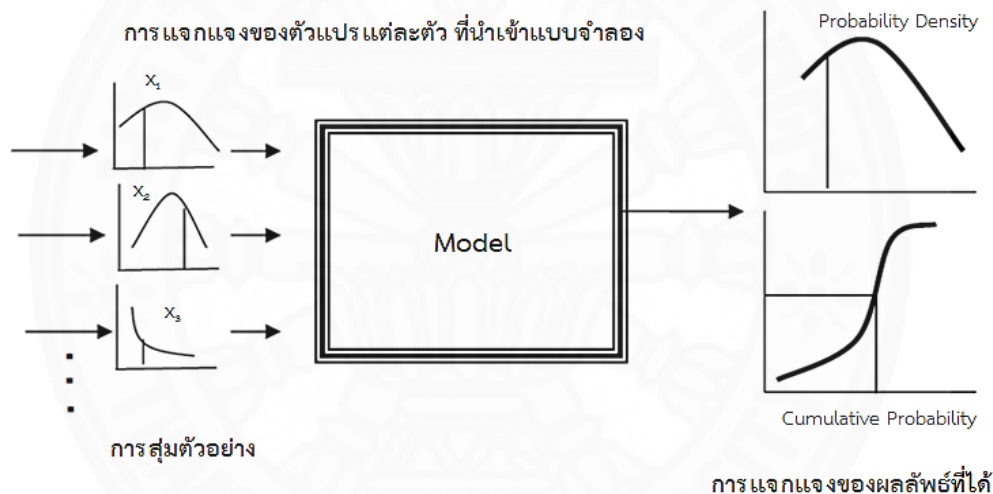 การแจกแจงของตัวแปรแต่ละตัว ที่นำเข้าแบบจำลอง
Probability Density
X₁
X₂
Model
X₃
Cumulative Probability
การสุ่มตัวอย่าง
การแจกแจงของผลลัพธ์ที่ได้